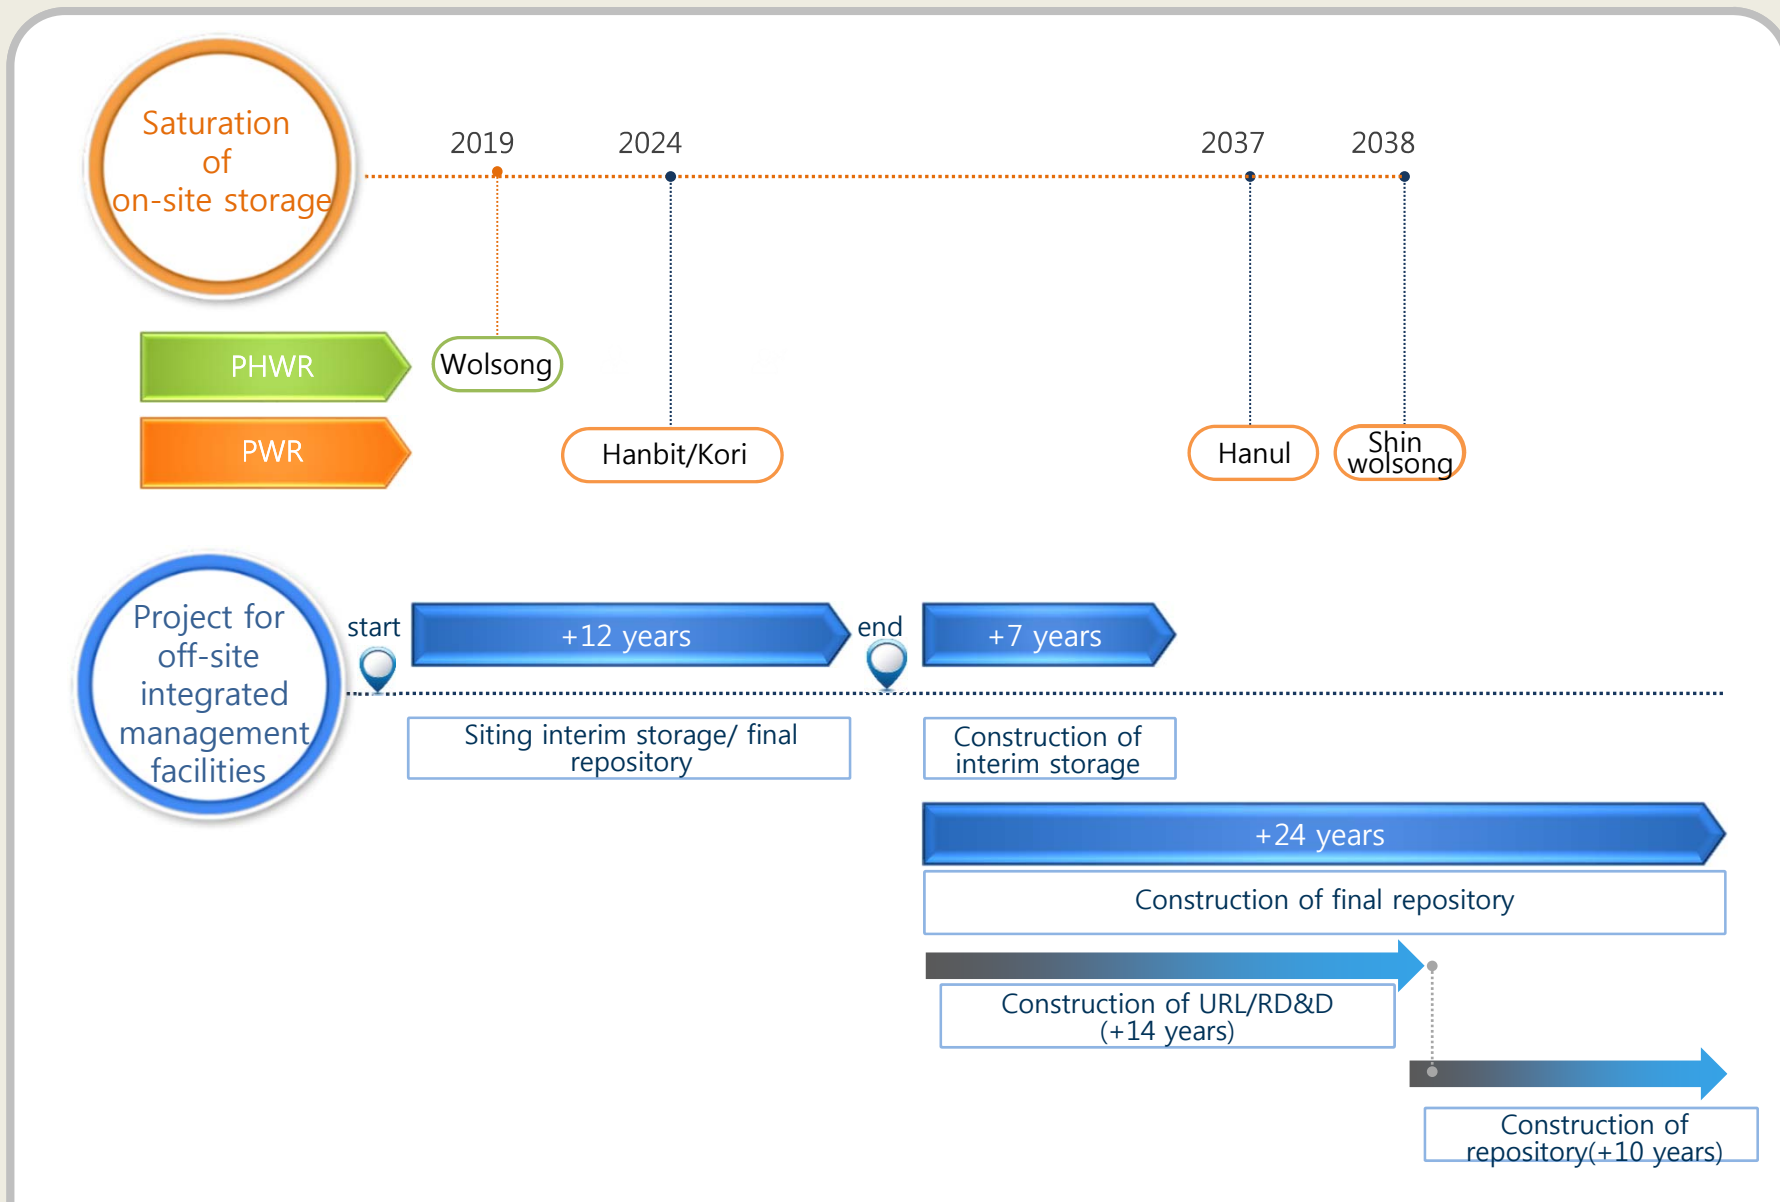 Saturation
of
on-site storage
2019
2024
2037
2038
PHWR
Wolsong
PWR
Hanbit/Kori
Hanul
Shin
wolsong
Project for
off-site
integrated
management
facilities
start
+12 years
end
+7 years
Siting interim storage/ final
repository
Construction of
interim storage
+24 years
Construction of final repository
Construction of URL/RD&D
(+14 years)
Construction of
repository(+10 years)